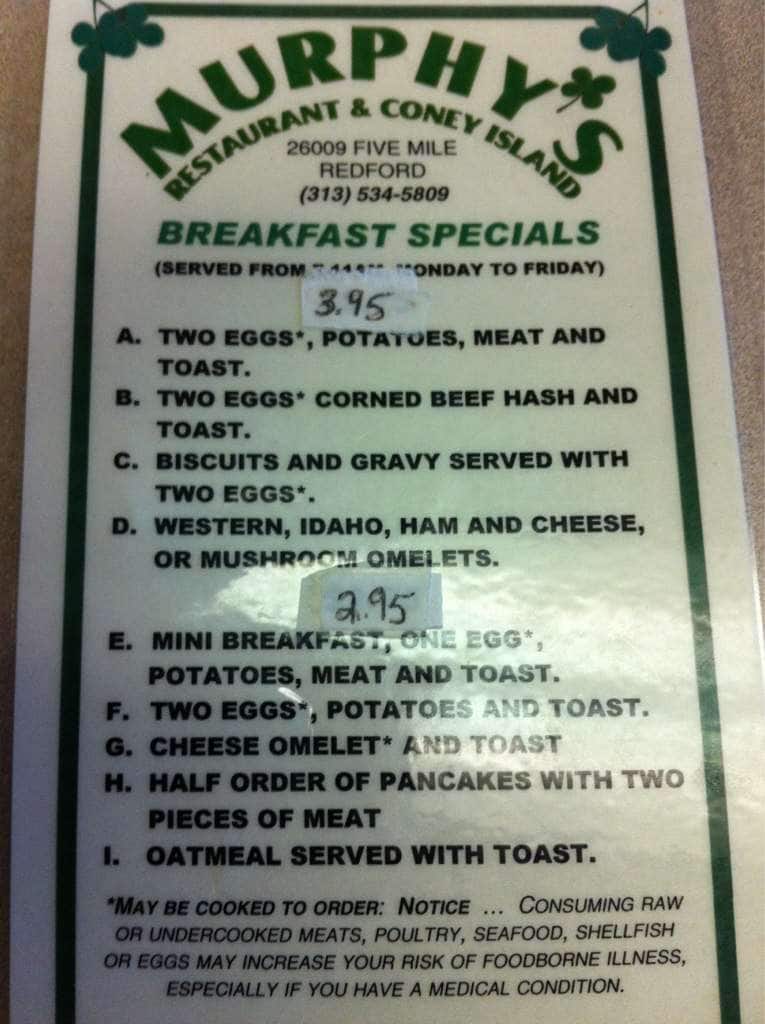 MURPHY'S
RESTAURANT & CONEY ISLAND
26009 FIVE MILE
REDFORD
(313) 534-5809
BREAKFAST SPECIALS
(SERVED FROM MONDAY TO FRIDAY)
3.95
A. TWO EGGS*, POTATOES, MEAT AND
TOAST.
B. TWO EGGS* CORNED BEEF HASH AND
TOAST.
C. BISCUITS AND GRAVY SERVED WITH
TWO EGGS*.
D. WESTERN, IDAHO, HAM AND CHEESE,
OR MUSHROOM OMELETS.
2.95
E. MINI BREAKFAST, ONE EGG*,
POTATOES, MEAT AND TOAST.
F. TWO EGGS*, POTATOES AND TOAST.
G. CHEESE OMELET* AND TOAST
H. HALF ORDER OF PANCAKES WITH TWO
PIECES OF MEAT
I. OATMEAL SERVED WITH TOAST.
*MAY BE COOKED TO ORDER: NOTICE ... CONSUMING RAW
OR UNDERCOOKED MEATS, POULTRY, SEAFOOD, SHELLFISH
OR EGGS MAY INCREASE YOUR RISK OF FOODBORNE ILLNESS,
ESPECIALLY IF YOU HAVE A MEDICAL CONDITION.